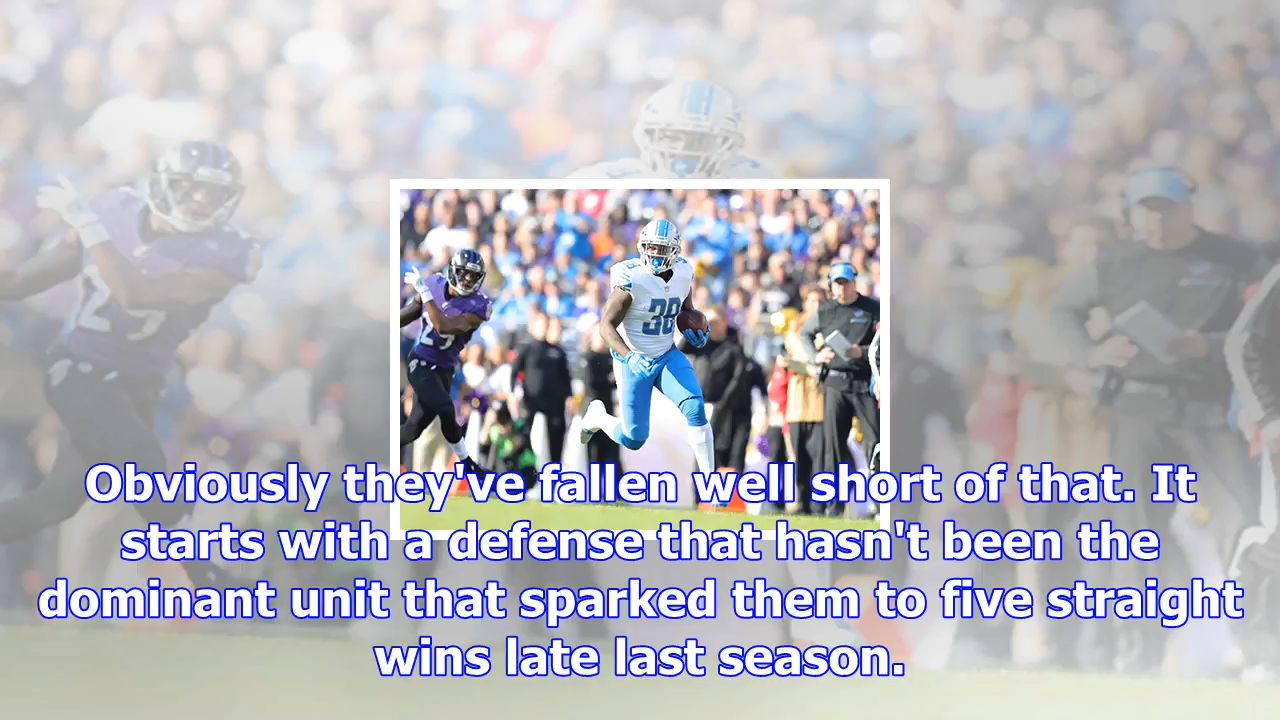 38
Obviously they've fallen well short of that. It
starts with a defense that hasn't been the
dominant unit that sparked them to five straight
wins late last season.